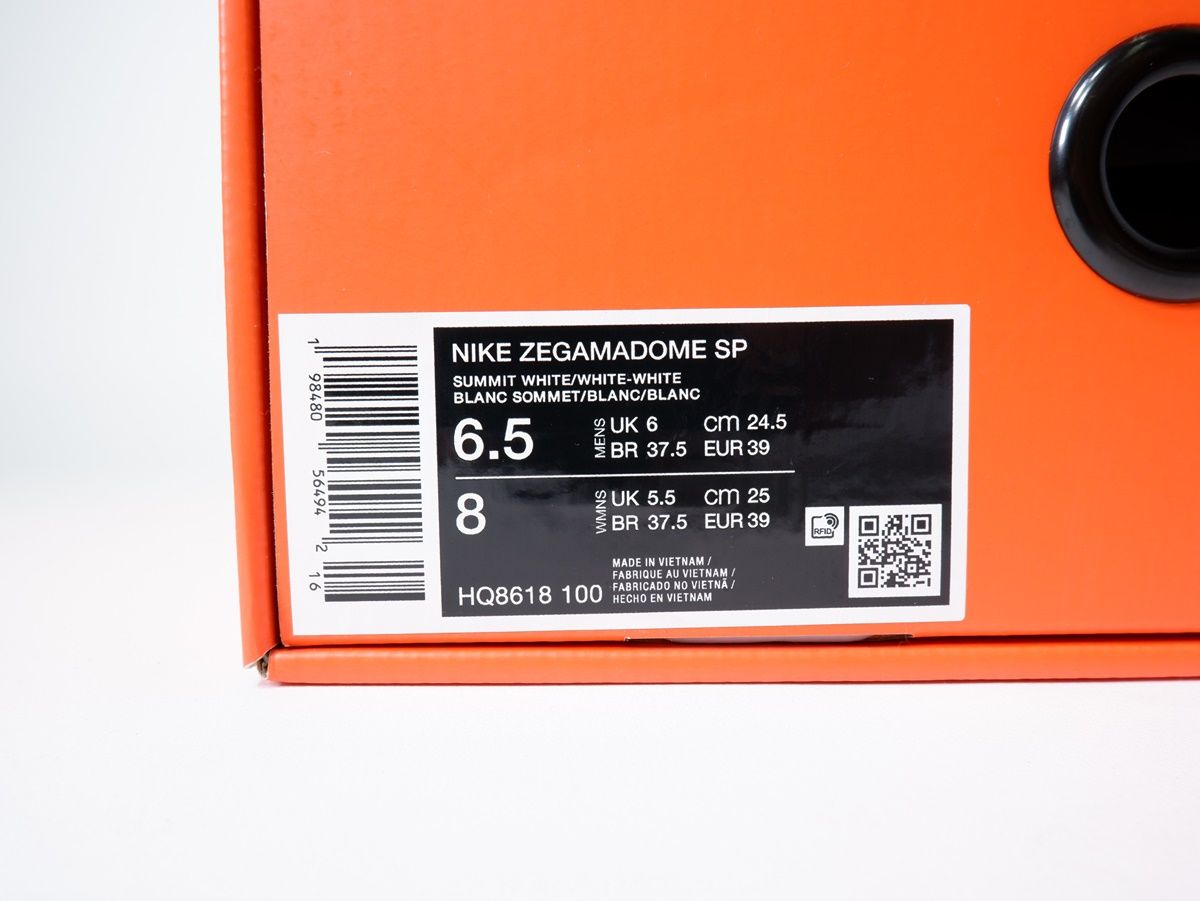 NIKE ZEGAMADOME SP
SUMMIT WHITE/WHITE-WHITE
BLANC SOMMET/BLANC/BLANC
6.5 MENS UK 6 cm 24.5
BR 37.5 EUR 39
8 WMNS UK 5.5 cm 25
BR 37.5 EUR 39
RFID
HQ8618 100
MADE IN VIETNAM /
FABRIQUE AU VIETNAM /
FABRICADO NO VIETNÃ /
HECHO EN VIETNAM
1 98480 56494 2 16